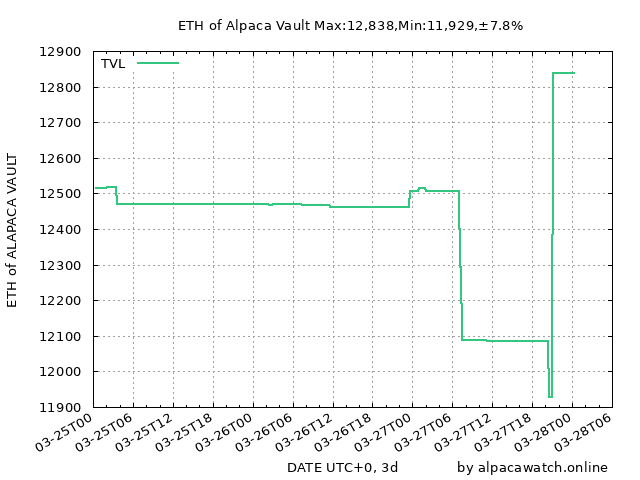 ETH of Alpaca Vault Max:12,838,Min:11,929,±7.8%
TVL
12900
12800
12700
12600
12500
12400
12300
12200
12100
12000
11900
ETH of ALAPACA VAULT
03-25T00
03-25T06
03-25T12
03-25T18
03-26T00
03-26T06
03-26T12
03-26T18
03-27T00
03-27T06
03-27T12
03-27T18
03-28T00
03-28T06
DATE UTC+0, 3d
by alpacawatch.online